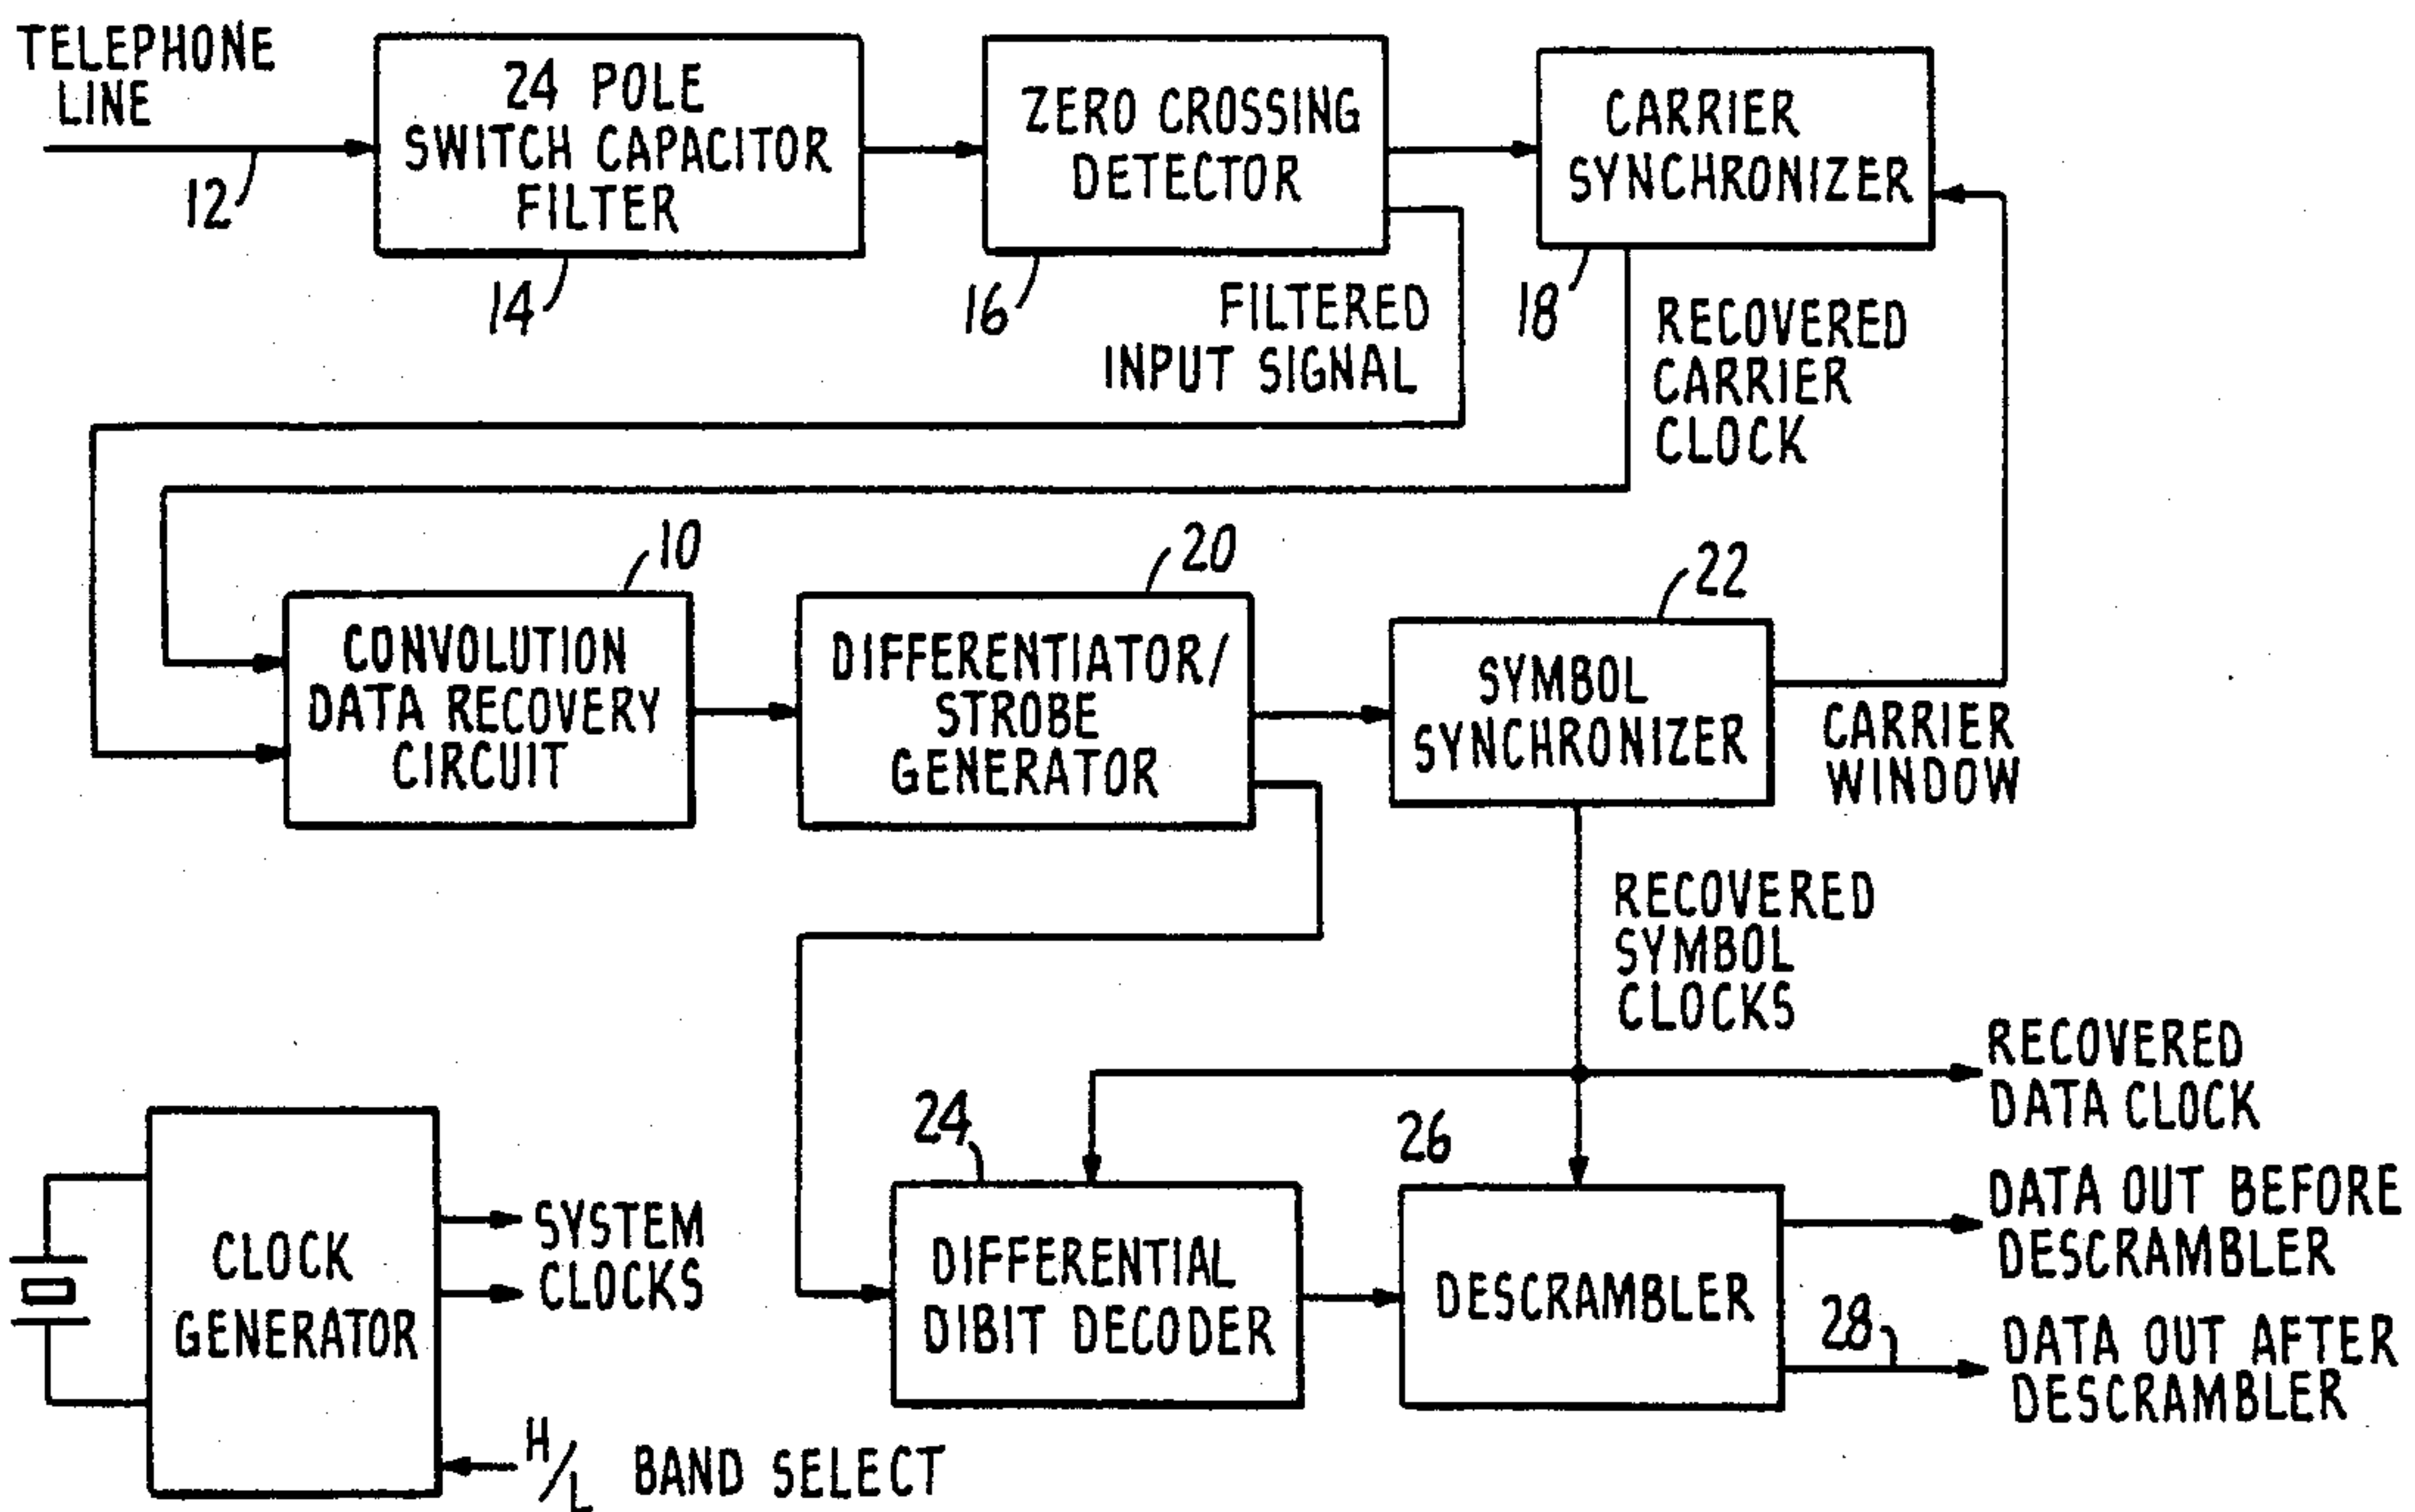 TELEPHONE
LINE
12
24 POLE
SWITCH CAPACITOR
FILTER
14
ZERO CROSSING
DETECTOR
16
FILTERED
INPUT SIGNAL
CARRIER
SYNCHRONIZER
18
RECOVERED
CARRIER
CLOCK
10
CONVOLUTION
DATA RECOVERY
CIRCUIT
20
DIFFERENTIATOR/
STROBE
GENERATOR
22
SYMBOL
SYNCHRONIZER
CARRIER
WINDOW
RECOVERED
SYMBOL
CLOCKS
RECOVERED
DATA CLOCK
24
DIFFERENTIAL
DIBIT DECODER
26
DESCRAMBLER
DATA OUT BEFORE
DESCRAMBLER
28
DATA OUT AFTER
DESCRAMBLER
CLOCK
GENERATOR
SYSTEM
CLOCKS
H/L BAND SELECT